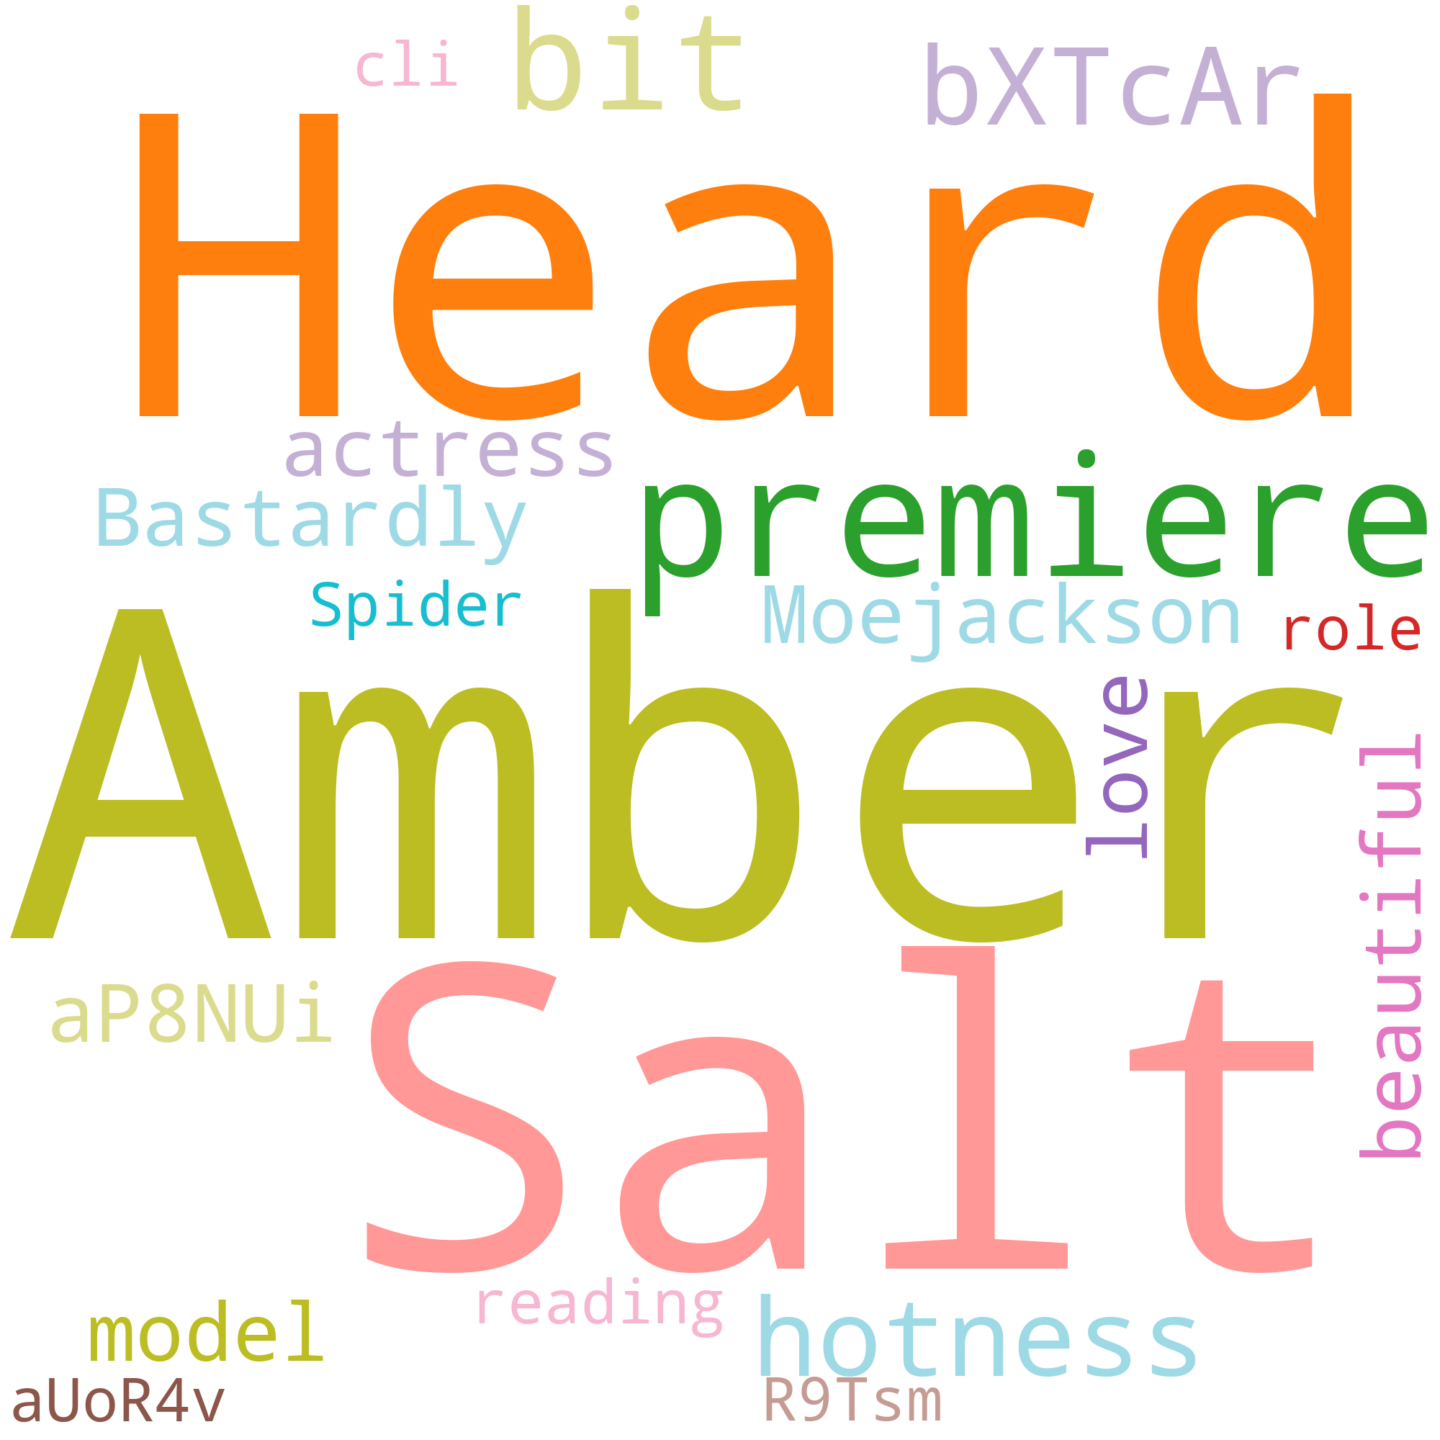 cli
bit
bXTcAr
Heard
actress
Bastardly
premiere
Spider
Moejackson
role
Amber
love
beautiful
aP8NUi
Salt
reading
model
hotness
aUoR4v
R9Tsm